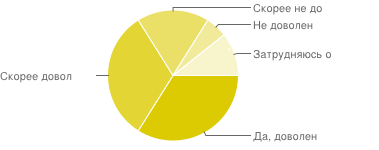 Скорее не до
Не доволен
Затрудняюсь о
Скорее довол
Да, доволен